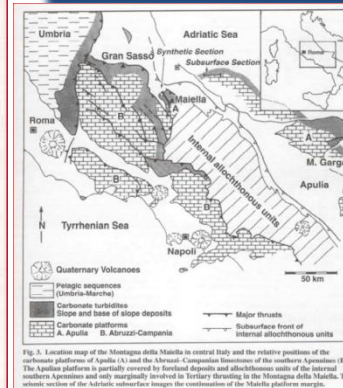 Umbria
Adriatic Sea
Gran Sasso
Synthetic Section
Subsurface Section
Roma
Roma
Maiella
A
B
A
M. Garg
Internal allochthonous units
Apulia
B
B
N
Tyrrhenian Sea
Napoli
50 km
Quaternary Volcanoes
Pelagic sequences
(Umbria-Marche)
Carbonate turbidites
Slope and base of slope deposits
Carbonate platforms
A. Apulia B. Abruzzi-Campania
Major thrusts
Subsurface front of
internal allochthonous units
Fig. 3. Location map of the Montagna della Maiella in central Italy and the relative positions of the
carbonate platforms of Apulia (A) and the Abruzzi-Campanian limestones of the southern Apennines (
The Apulian platform is partially covered by foreland deposits and allochthonous units of the internal
southern Apennines and only marginally involved in Tertiary thrusting in the Montagna della Maiella. T
seismic section of the Adriatic subsurface images the continuation of the Maiella platform margin.